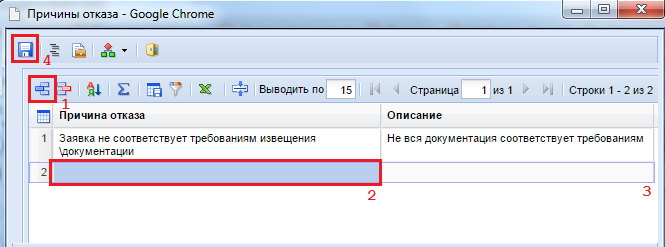 Причины отказа - Google Chrome
4
1
Выводить по 15 Страница 1 из 1 Строки 1 - 2 из 2
Причина отказа Описание
1 Заявка не соответствует требованиям извещения Не вся документация соответствует требованиям
\документации
2
2 3